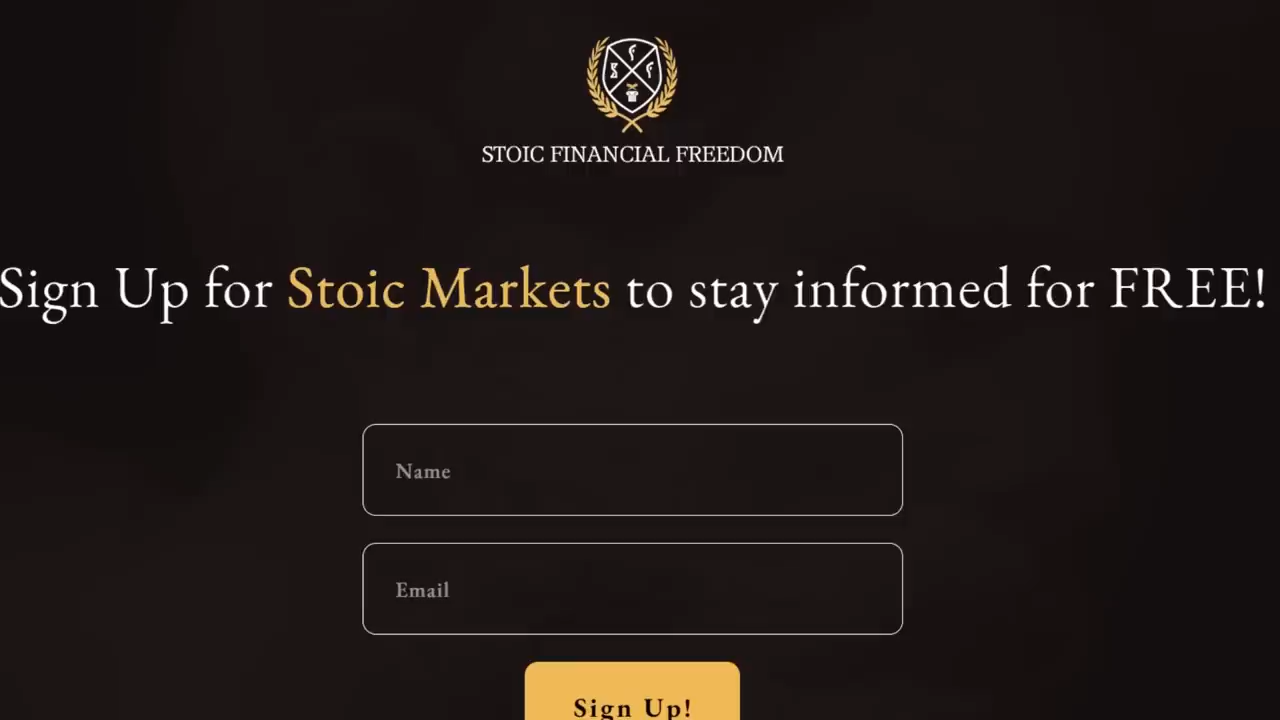 S F F
STOIC FINANCIAL FREEDOM
Sign Up for Stoic Markets to stay informed for FREE!
Name
Email
Sign Up!